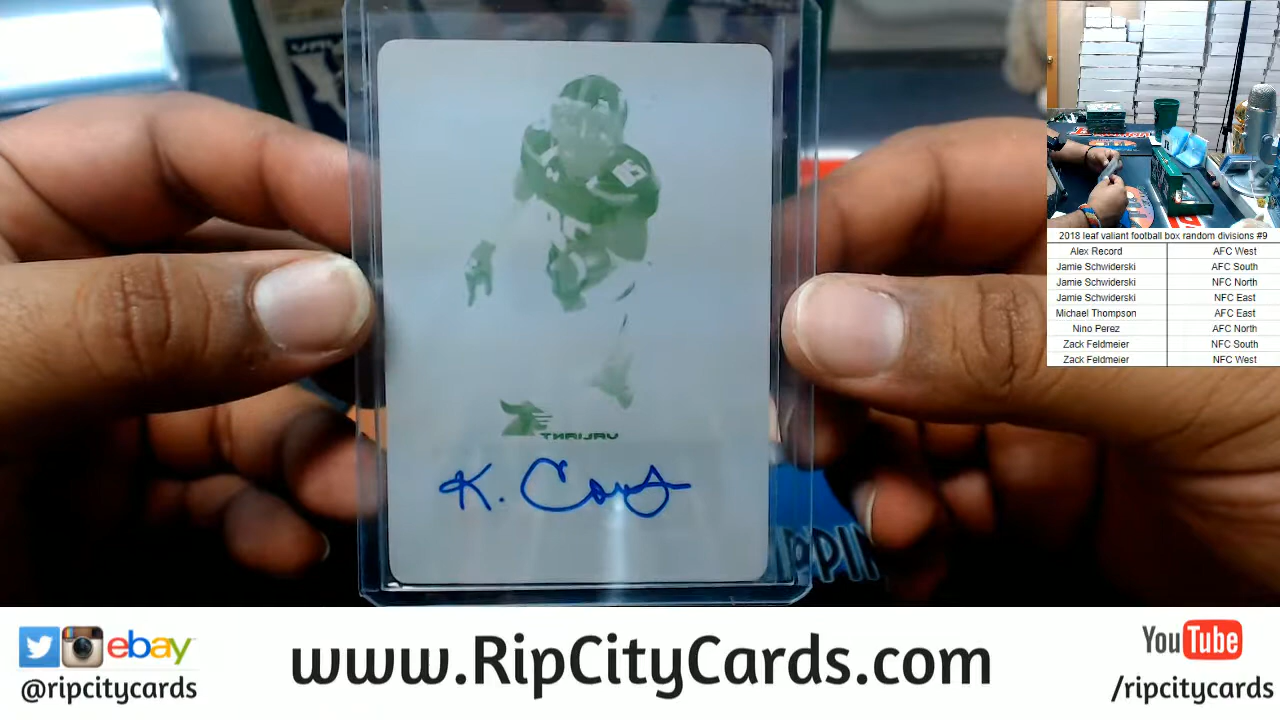 2018 leaf valiant football box random divisions #9
Alex Record AFC West
Jamie Schwiderski AFC South
Jamie Schwiderski NFC North
Jamie Schwiderski NFC East
Michael Thompson AFC East
Nino Perez AFC North
Zack Feldmeier NFC South
Zack Feldmeier NFC West
VALIANT
K.
PPIN
ebay
@ripcitycards
www.RipCityCards.com
YouTube
/ripcitycards